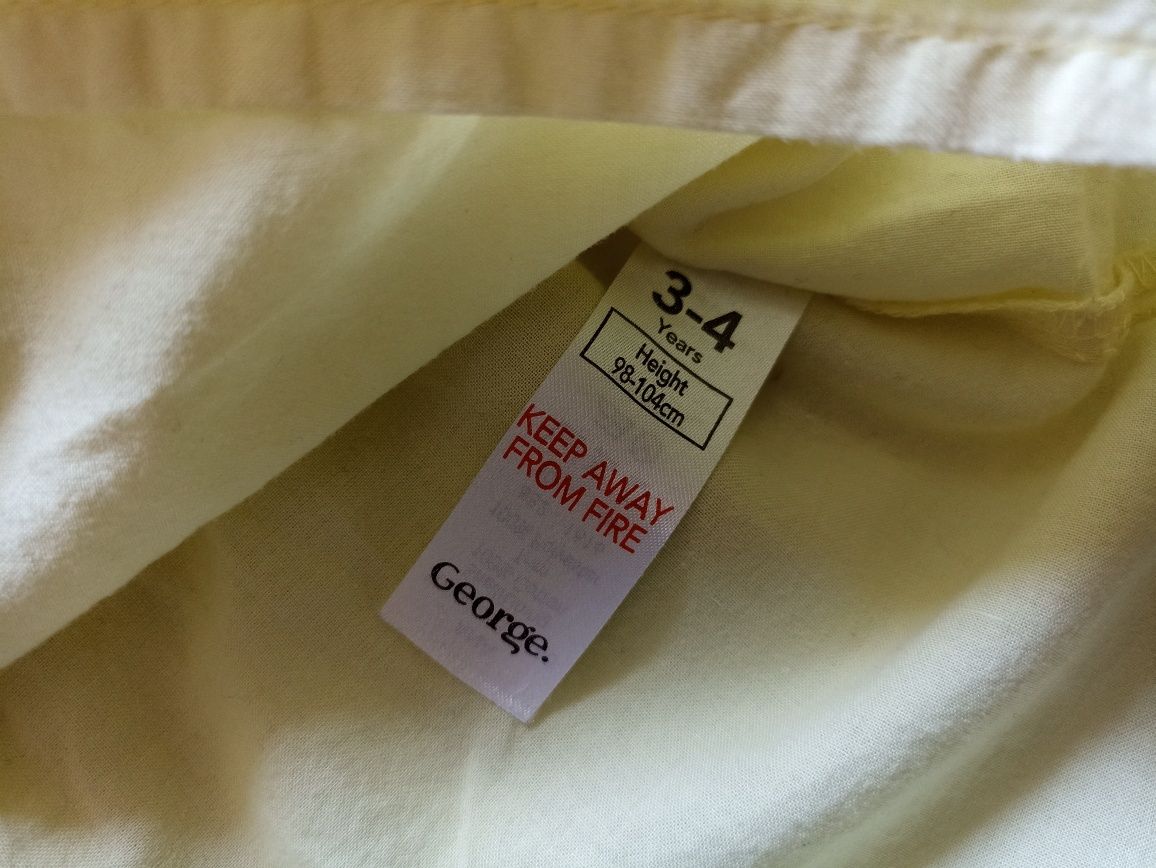 3-4
Years
Height
98-104cm
KEEP AWAY
FROM FIRE
George.